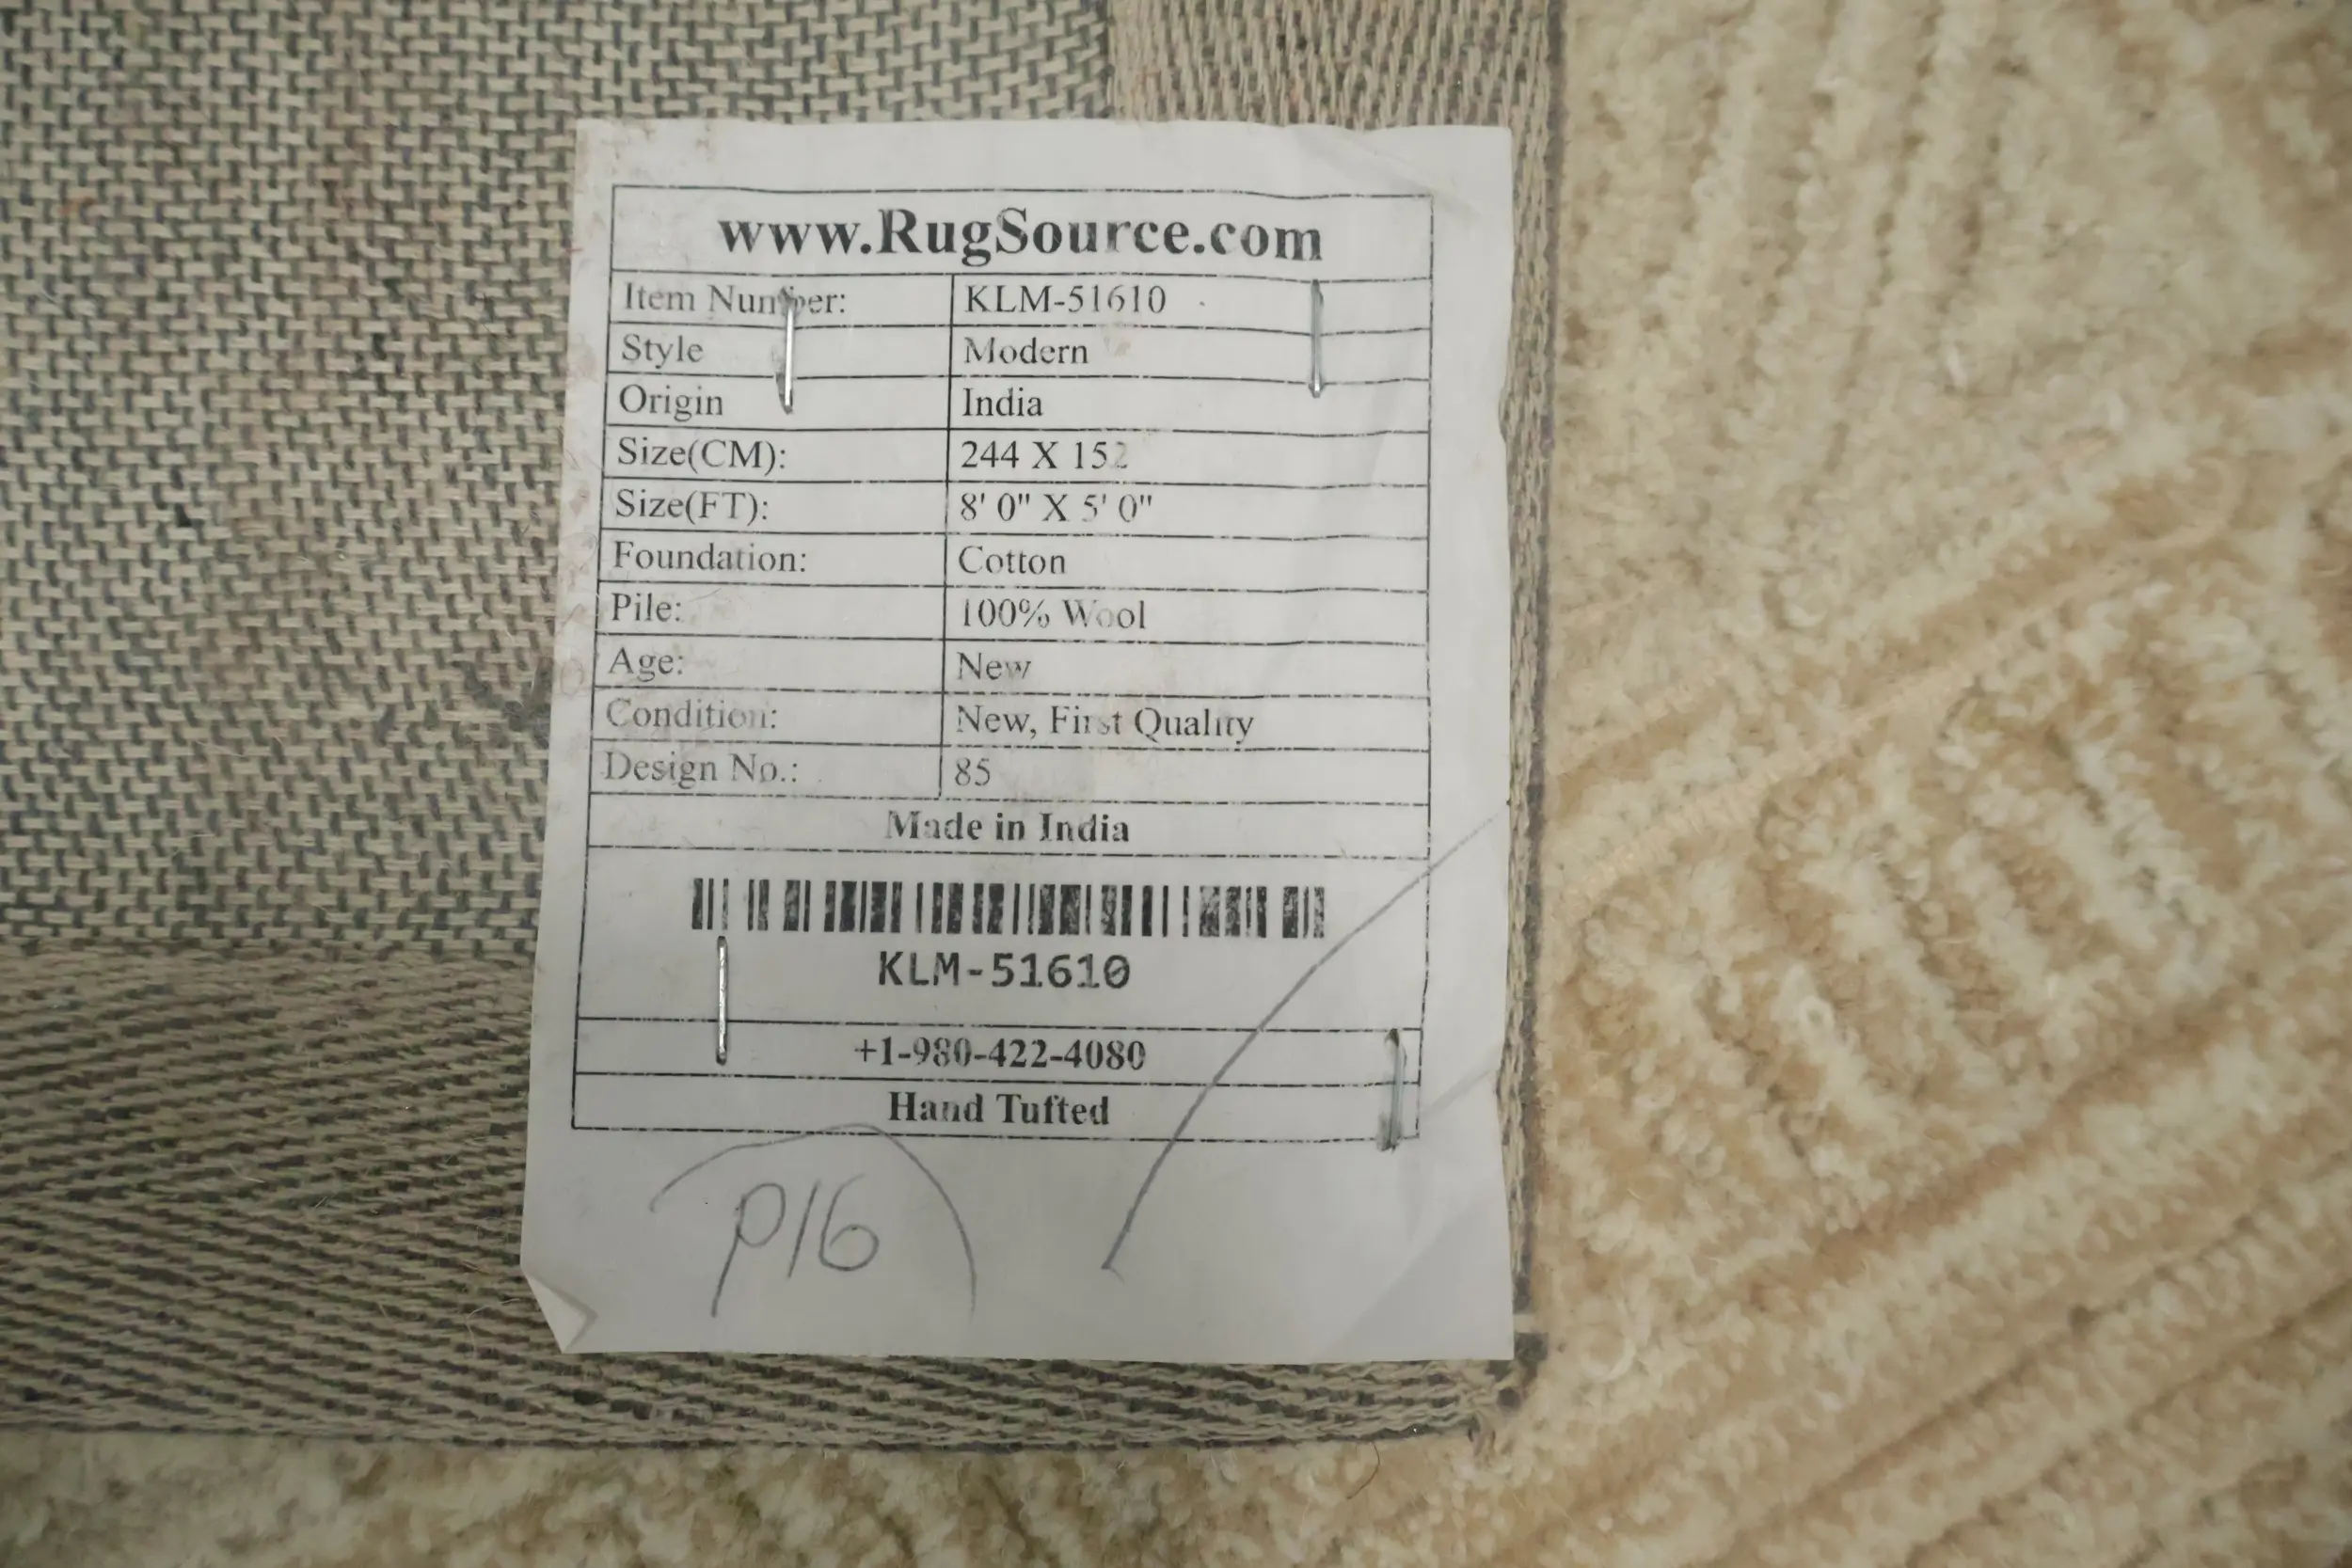 www.RugSource.com
Item Number: KLM-51610
Style Modern
Origin India
Size(CM): 244 X 152
Size(FT): 8' 0" X 5' 0"
Foundation: Cotton
Pile: 100% Wool
Age: New
Condition: New, First Quality
Design No.: 85
Made in India
KLM-51610
+1-980-422-4080
Hand Tufted
P16